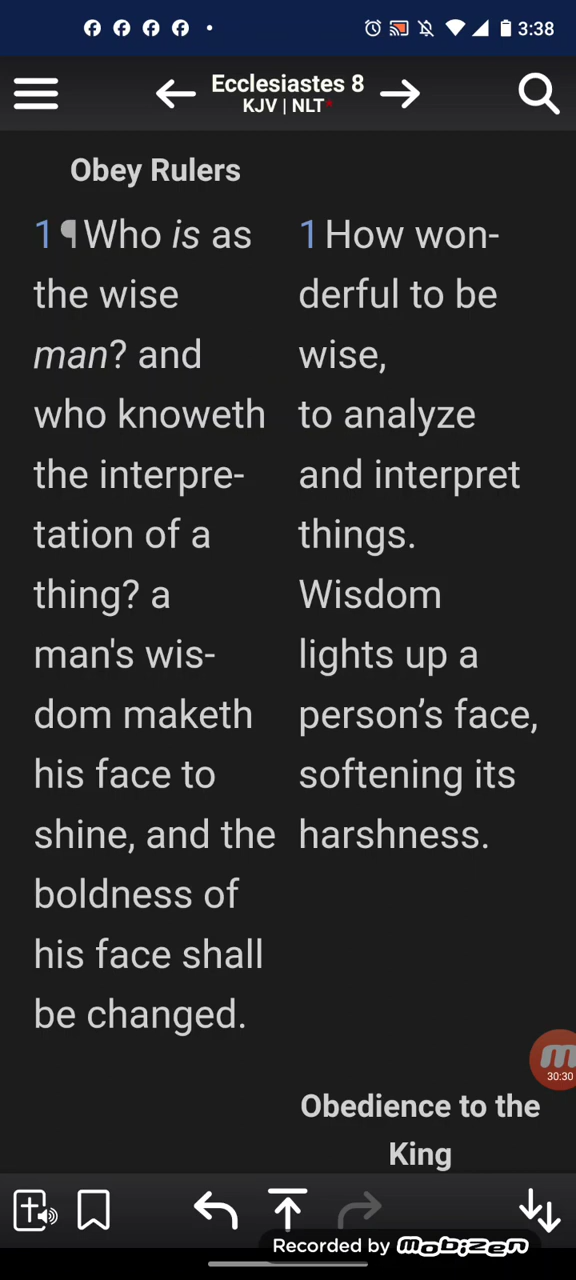 3:38
Ecclesiastes 8
KJV | NLT*
Obey Rulers
1 ¶ Who is as
the wise
man? and
who knoweth
the interpre-
tation of a
thing? a
man's wis-
dom maketh
his face to
shine, and the
boldness of
his face shall
be changed.
1 How won-
derful to be
wise,
to analyze
and interpret
things.
Wisdom
lights up a
person’s face,
softening its
harshness.
Obedience to the
King
m
30:30
Recorded by mobizen